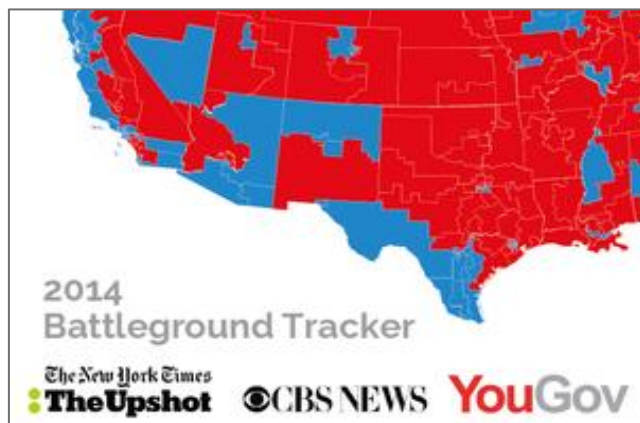 2014
Battleground Tracker
The New York Times
TheUpshot
CBS NEWS
YouGov